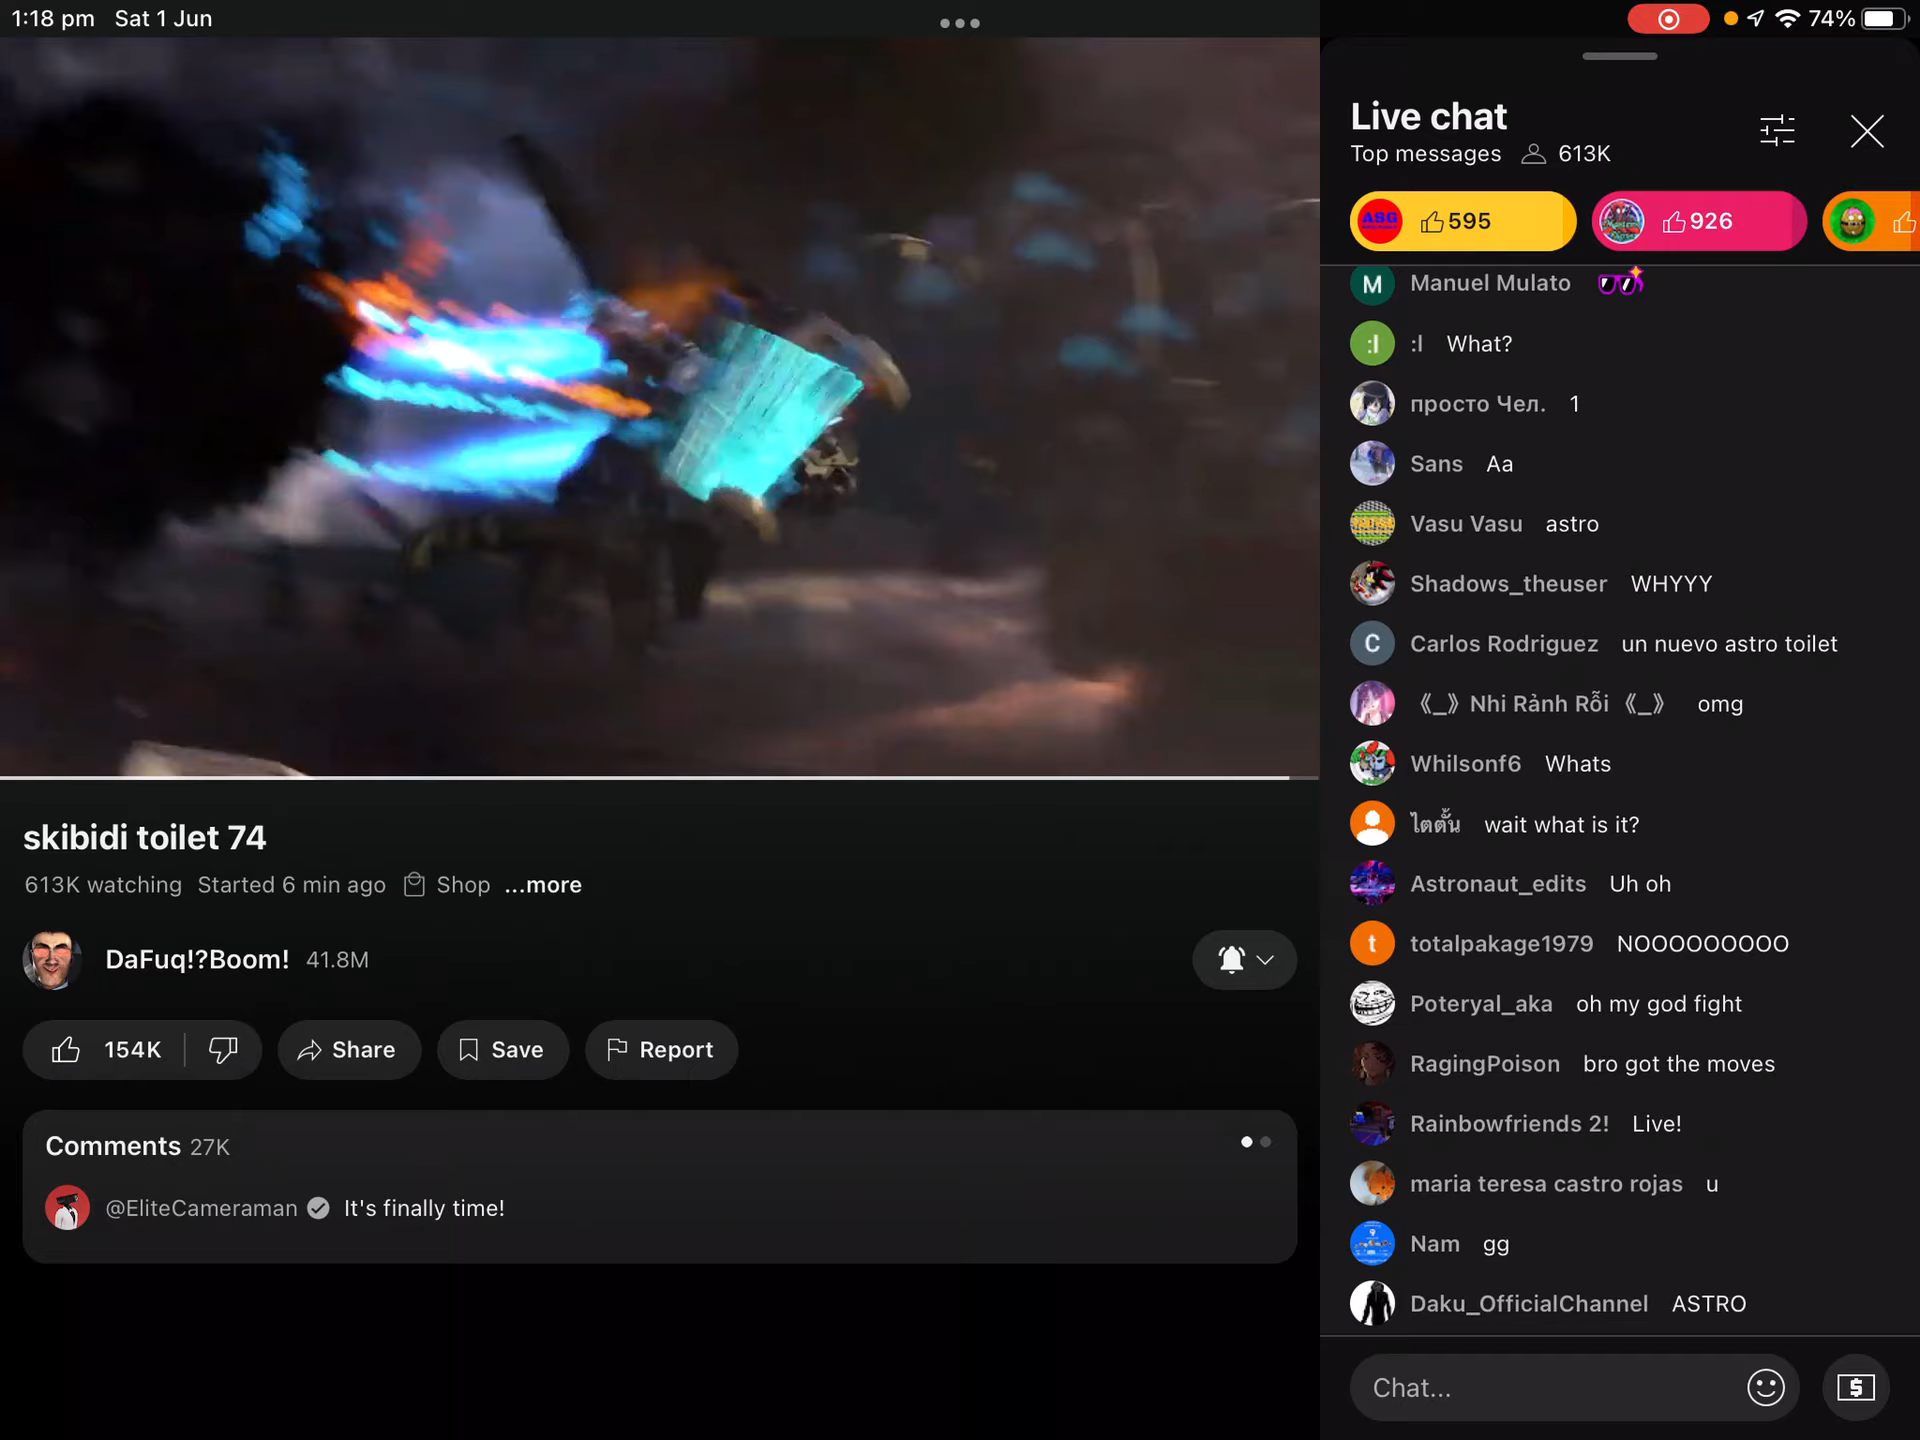 1:18 pm Sat 1 Jun
74%
Live chat
Top messages 613K
ASG 595 926
M Manuel Mulato
:l :l What?
просто Чел. 1
Sans Aa
Vasu Vasu astro
Shadows_theuser WHYYY
C Carlos Rodriguez un nuevo astro toilet
《_》 Nhi Rảnh Rỗi 《_》 omg
Whilsonf6 Whats
ไตตั้น wait what is it?
Astronaut_edits Uh oh
t totalpakage1979 NOOOOOOOOO
Poteryal_aka oh my god fight
RagingPoison bro got the moves
Rainbowfriends 2! Live!
maria teresa castro rojas u
Nam gg
Daku_OfficialChannel ASTRO
Chat...
skibidi toilet 74
613K watching Started 6 min ago Shop ...more
DaFuq!?Boom! 41.8M
154K Share Save Report
Comments 27K
@EliteCameraman It's finally time!